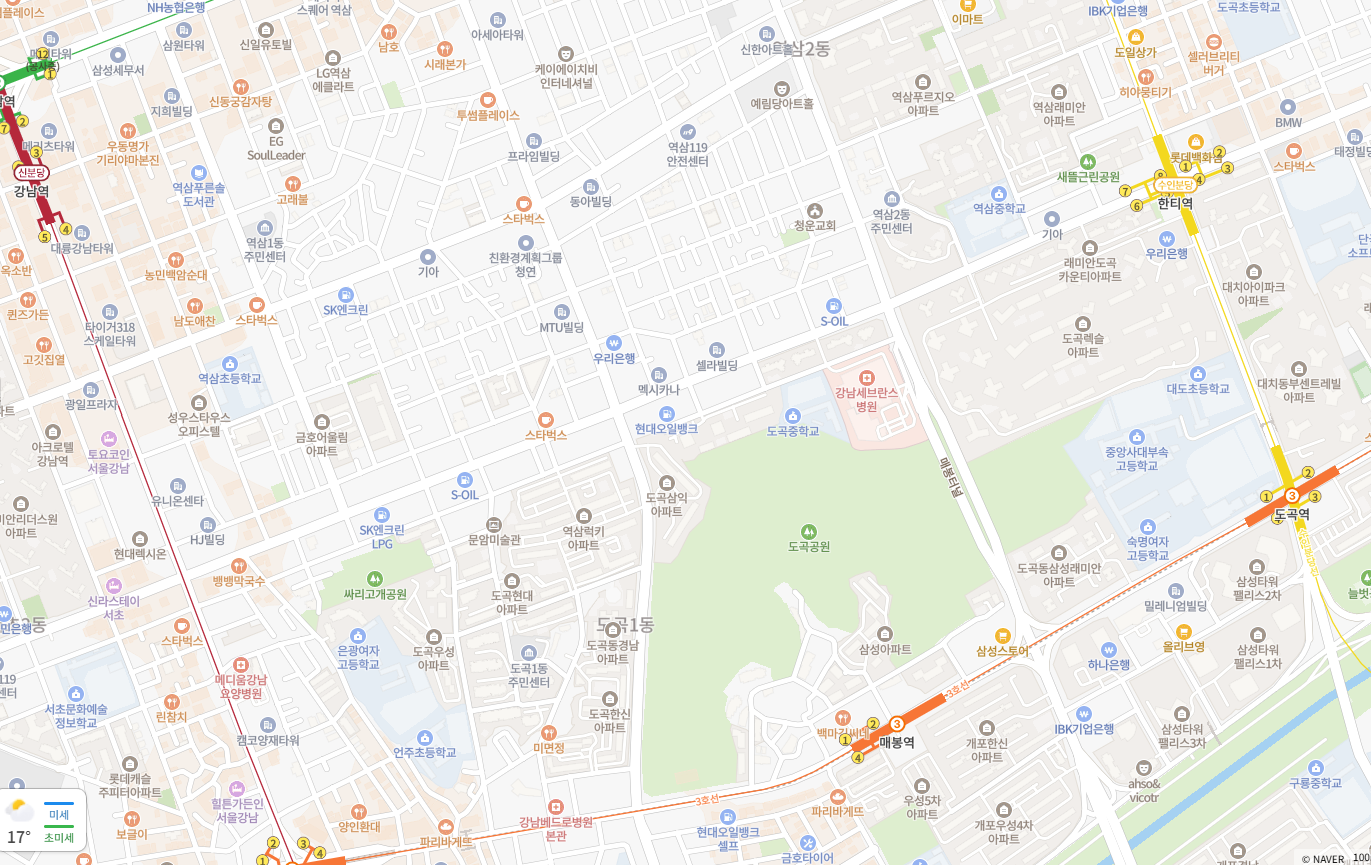 NH농협은행
스퀘어 역삼
이마트
IBK기업은행
도곡초등학교
삼원타워
신일유토빌
남호
아세아타워
신한아트홀
역삼2동
도일상가
셀러브리티
버거
12
1
삼성세무서
시래본가
케이에이치비
인터네셔널
LG역삼
에클라트
히아뭉티기
지희빌딩
신동궁감자탕
투썸플레이스
예림당아트홀
역삼푸르지오
아파트
역삼래미안
아파트
BMW
2
7
메리츠타워
3
우동명가
기리야마본진
EG
SoulLeader
프라임빌딩
역삼119
안전센터
롯데백화점
스타벅스
신분당
강남역
역삼푸른솔
도서관
고래불
동아빌딩
새뜰근린공원
1
2
3
4
7
6
수인분당
한티역
역삼중학교
스타벅스
청운교회
역삼2동
주민센터
기아
4
5
대륭강남타워
역삼1동
주민센터
기아
친환경계획그룹
청연
우리은행
옥소반
농민백암순대
래미안도곡
카운티아파트
대치아이파크
아파트
퀸즈가든
남도애찬
스타벅스
SK엔크린
MTU빌딩
S-OIL
타이거318
스케일타워
도곡렉슬
아파트
고깃집열
역삼초등학교
우리은행
셀라빌딩
멕시카나
강남세브란스
병원
대도초등학교
대치동부센트레빌
아파트
광일프라자
성우스타우스
오피스텔
금호어울림
아파트
스타벅스
현대오일뱅크
도곡중학교
아크로텔
강남역
토요코인
서울강남
중앙사대부속
고등학교
매봉터널
유니온센타
S-OIL
도곡삼익
아파트
1
2
3
3
4
도곡역
HJ빌딩
SK엔크린
LPG
문암미술관
역삼럭키
아파트
도곡공원
숙명여자
고등학교
현대렉시온
뱅뱅막국수
싸리고개공원
도곡현대
아파트
도곡동삼성래미안
아파트
삼성타워
팰리스2차
신라스테이
서초
밀레니엄빌딩
스타벅스
은광여자
고등학교
도곡우성
아파트
도곡1동
도곡동경남
아파트
삼성아파트
삼성스토어
올리브영
하나은행
삼성타워
팰리스1차
메디움강남
요양병원
도곡1동
주민센터
서초문화예술
정보학교
린찬치
3호선
도곡한신
아파트
2
1
3
4
매봉역
캠코양재타워
언주초등학교
미면정
개포한신
아파트
IBK기업은행
삼성타워
팰리스3차
롯데캐슬
주피터아파트
ahso&
vicotr
구룡중학교
힐튼가든인
서울강남
3호선
파리바게뜨
우성5차
아파트
미세
초미세
17°
보글이
양인환대
파리바게뜨
강남베드로병원
본관
현대오일뱅크
셀프
개포우성4차
아파트
2
3
1
4
금호타이어
© NAVER